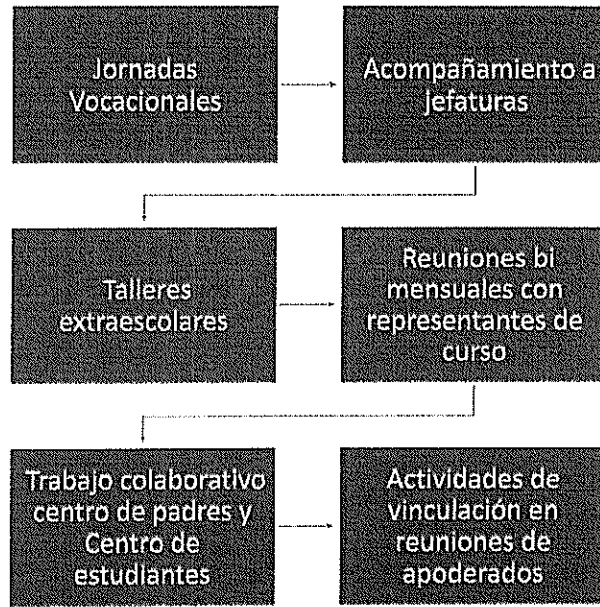 Jornadas
Vocacionales
Acompañamiento a
jefaturas
Talleres
extraescolares
Reuniones bi
mensuales con
representantes de
curso
Trabajo colaborativo
centro de padres y
Centro de
estudiantes
Actividades de
vinculación en
reuniones de
apoderados